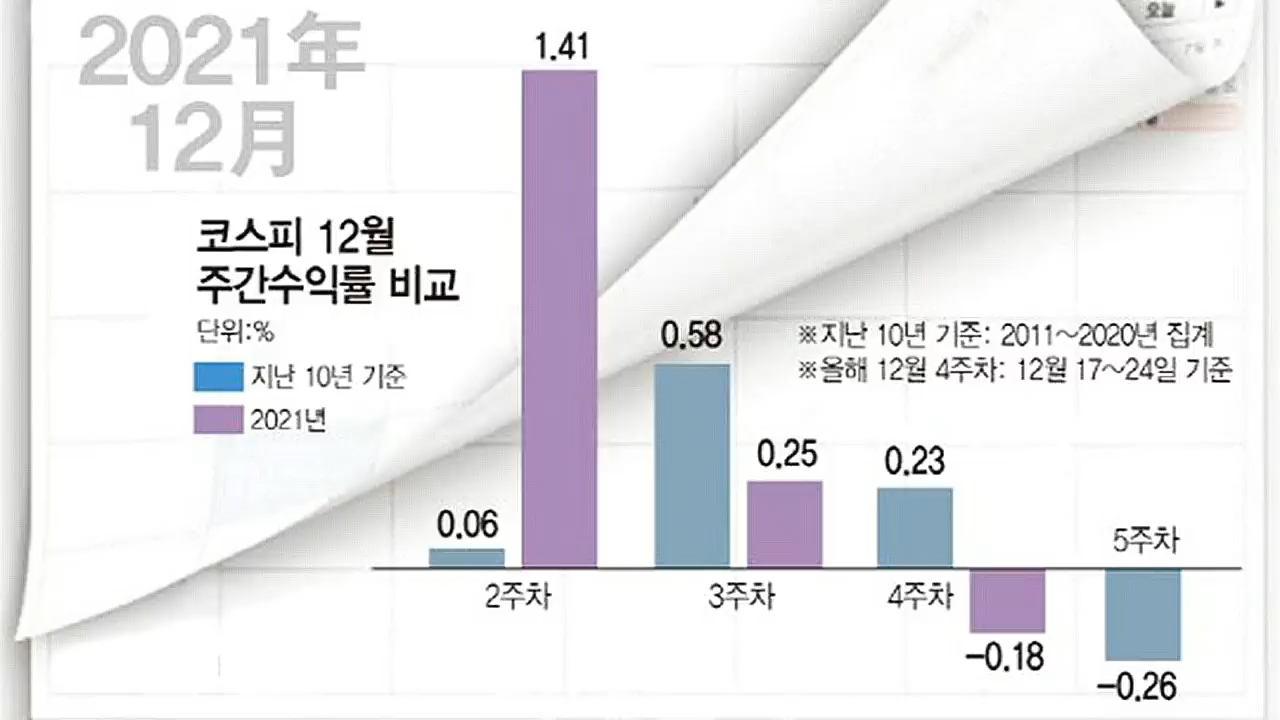 오늘
2021年
12月
코스피 12월
주간수익률 비교
단위:%
지난 10년 기준
2021년
※지난 10년 기준: 2011~2020년 집계
※올해 12월 4주차: 12월 17~24일 기준
0.06
1.41
2주차
0.58
0.25
3주차
0.23
-0.18
4주차
5주차
-0.26